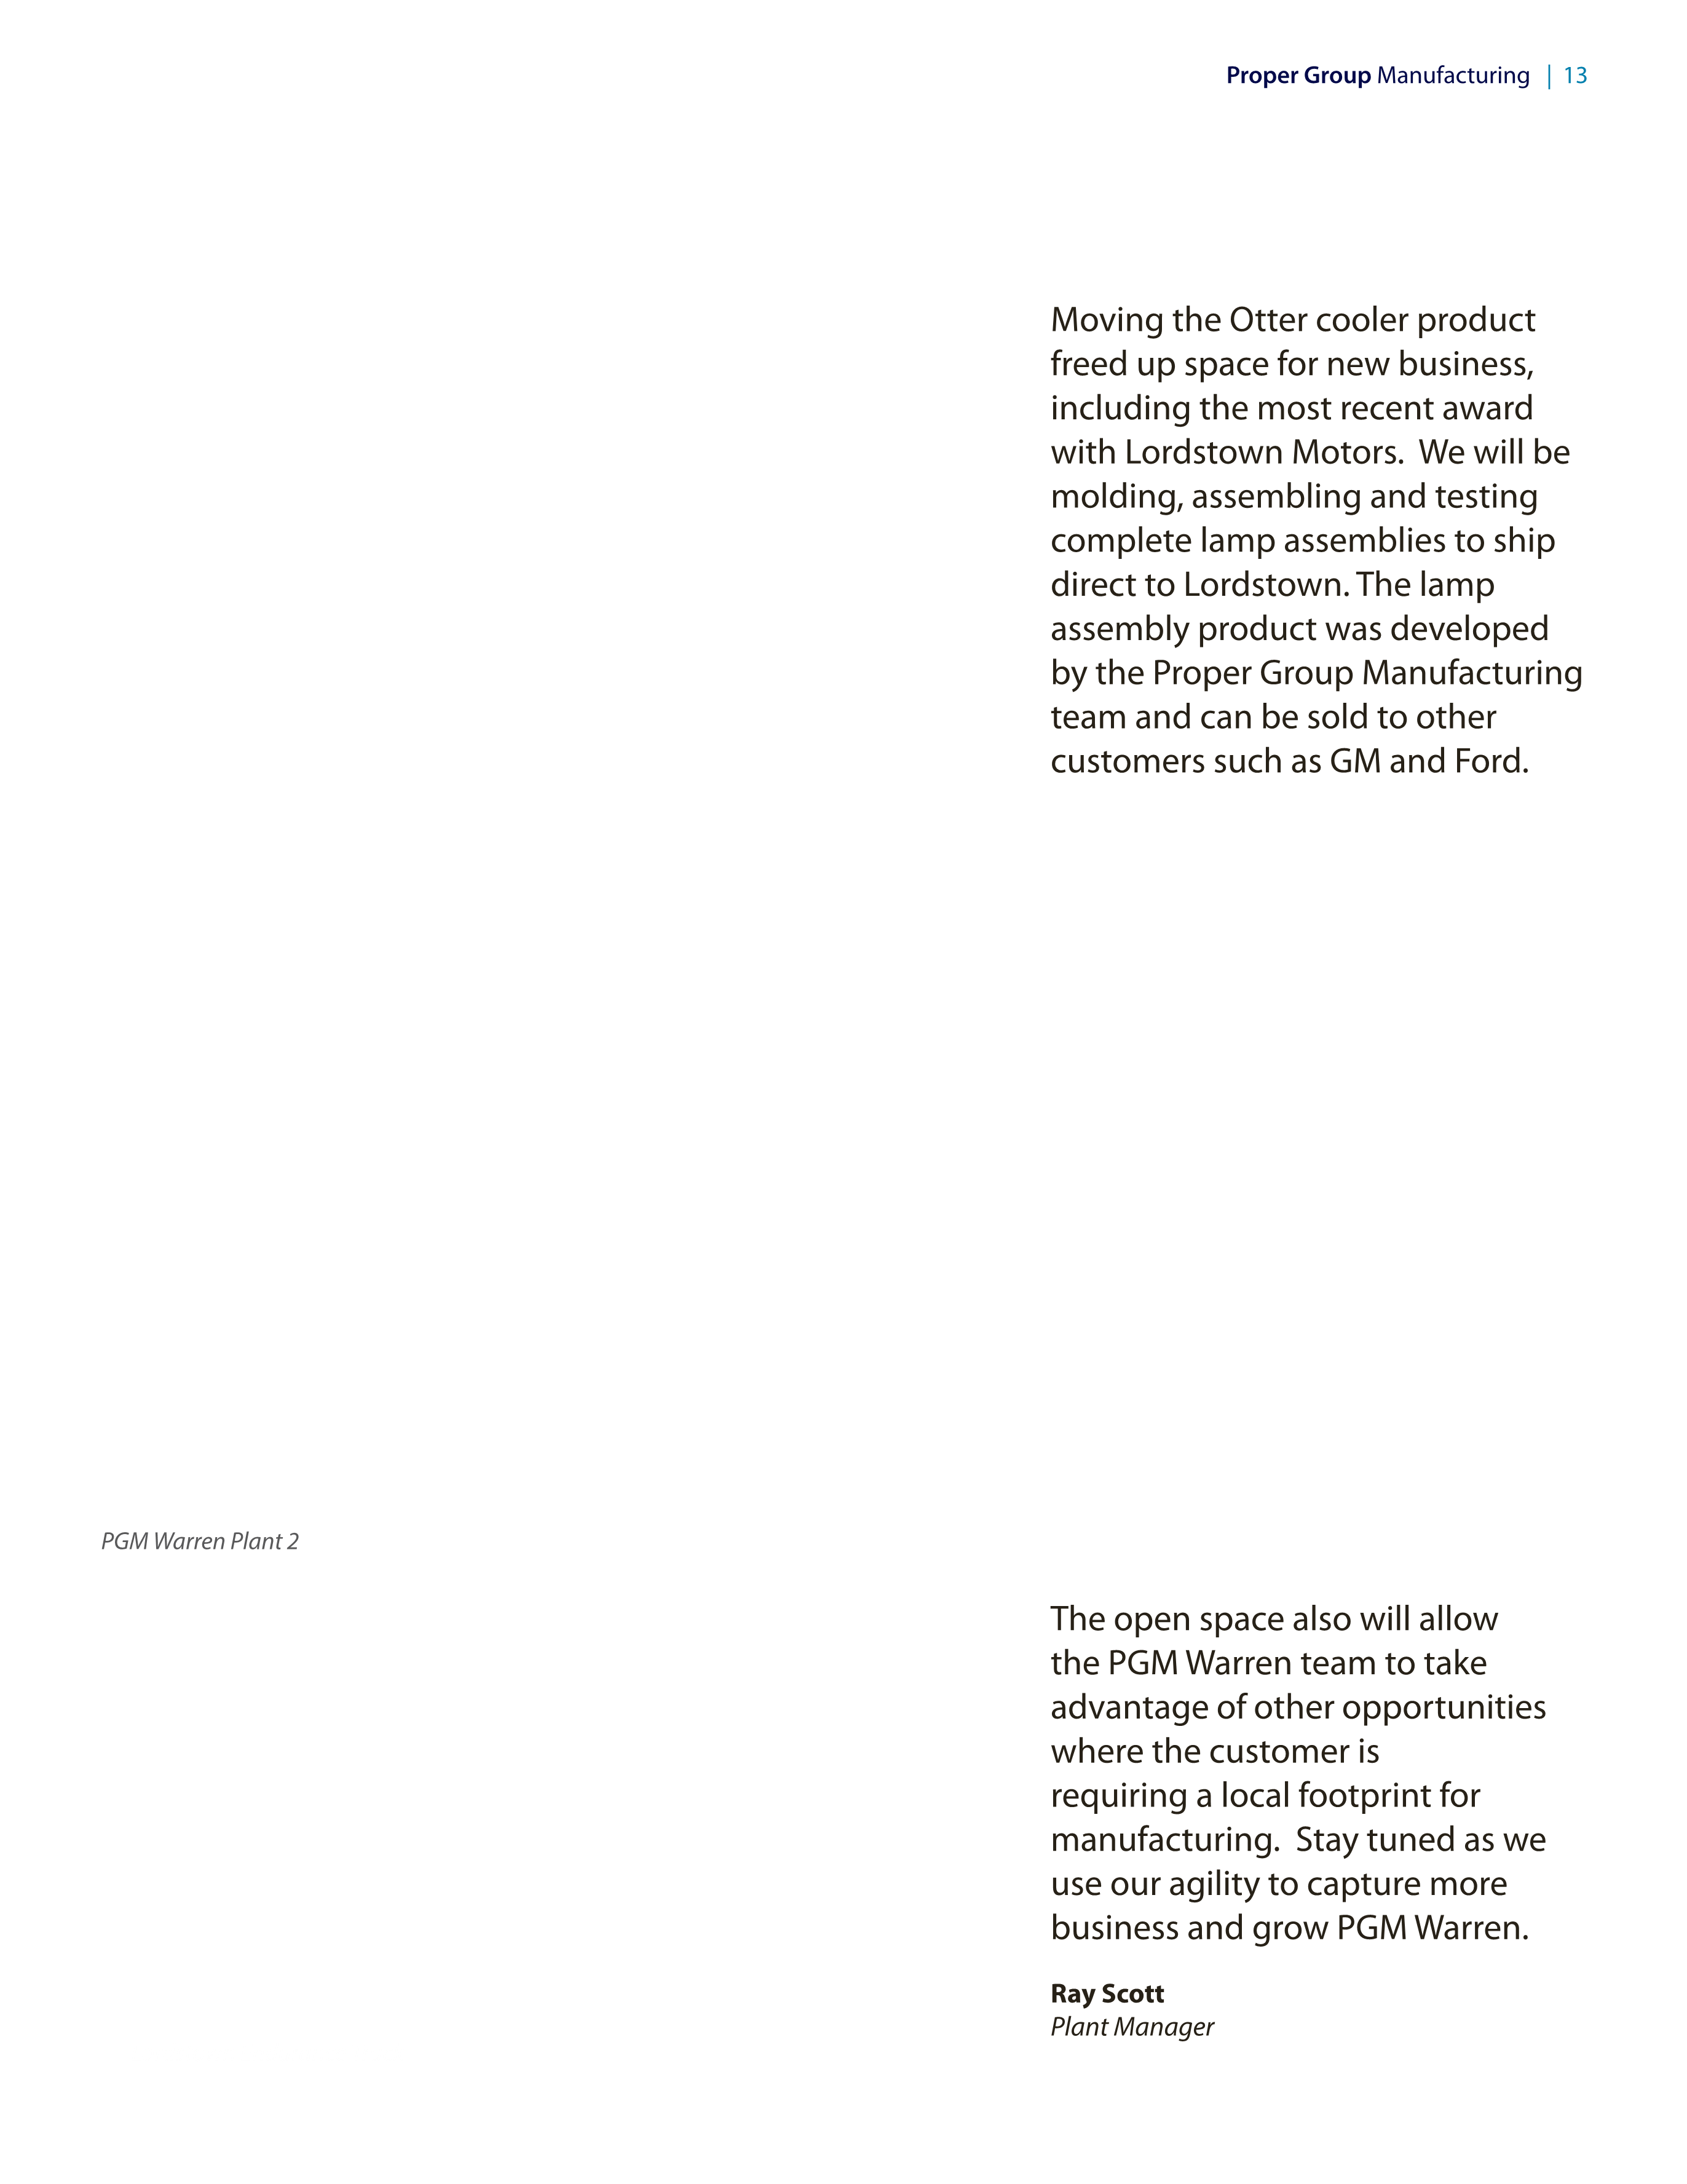 Proper Group Manufacturing | 13
Moving the Otter cooler product
freed up space for new business,
including the most recent award
with Lordstown Motors.  We will be
molding, assembling and testing
complete lamp assemblies to ship
direct to Lordstown. The lamp
assembly product was developed
by the Proper Group Manufacturing
team and can be sold to other
customers such as GM and Ford.
PGM Warren Plant 2
The open space also will allow
the PGM Warren team to take
advantage of other opportunities
where the customer is
requiring a local footprint for
manufacturing.  Stay tuned as we
use our agility to capture more
business and grow PGM Warren.
Ray Scott
Plant Manager